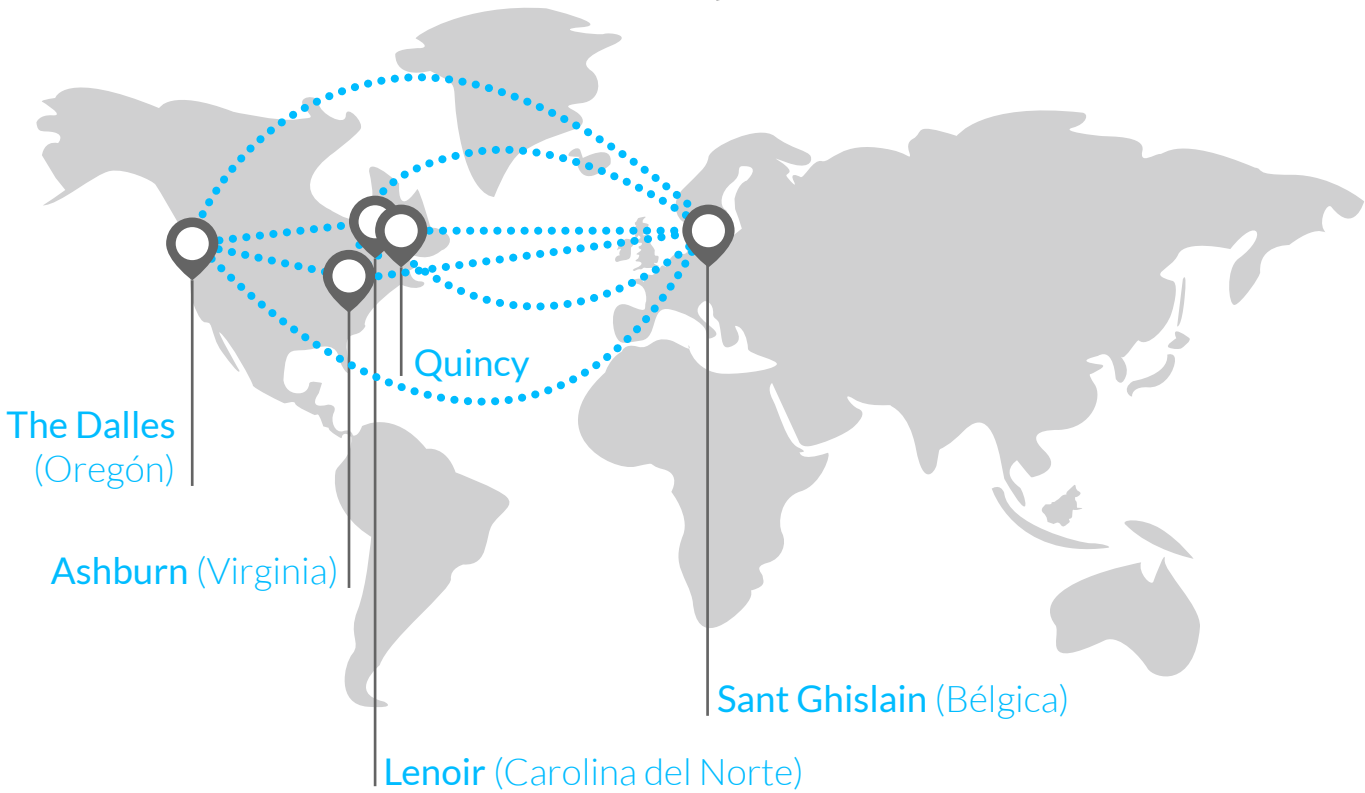 Quincy
The Dalles
(Oregón)
Ashburn (Virginia)
Sant Ghislain (Bélgica)
Lenoir (Carolina del Norte)